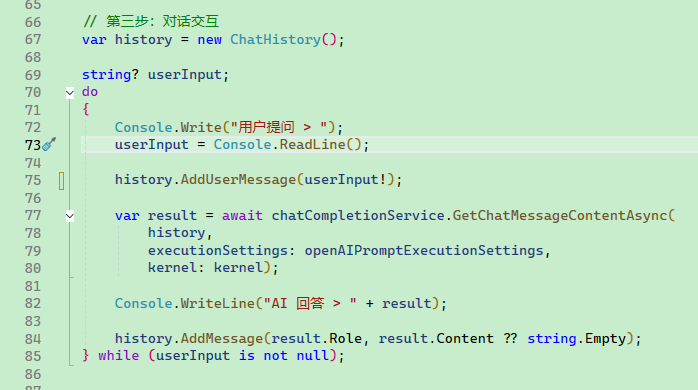 65
66 // 第三步：对话交互
67 var history = new ChatHistory();
68
69 string? userInput;
70 do
71 {
72 Console.Write("用户提问 > ");
73 userInput = Console.ReadLine();
74
75 history.AddUserMessage(userInput!);
76
77 var result = await chatCompletionService.GetChatMessageContentAsync(
78 history,
79 executionSettings: openAIPromptExecutionSettings,
80 kernel: kernel);
81
82 Console.WriteLine("AI 回答 > " + result);
83
84 history.AddMessage(result.Role, result.Content ?? string.Empty);
85 } while (userInput is not null);
86